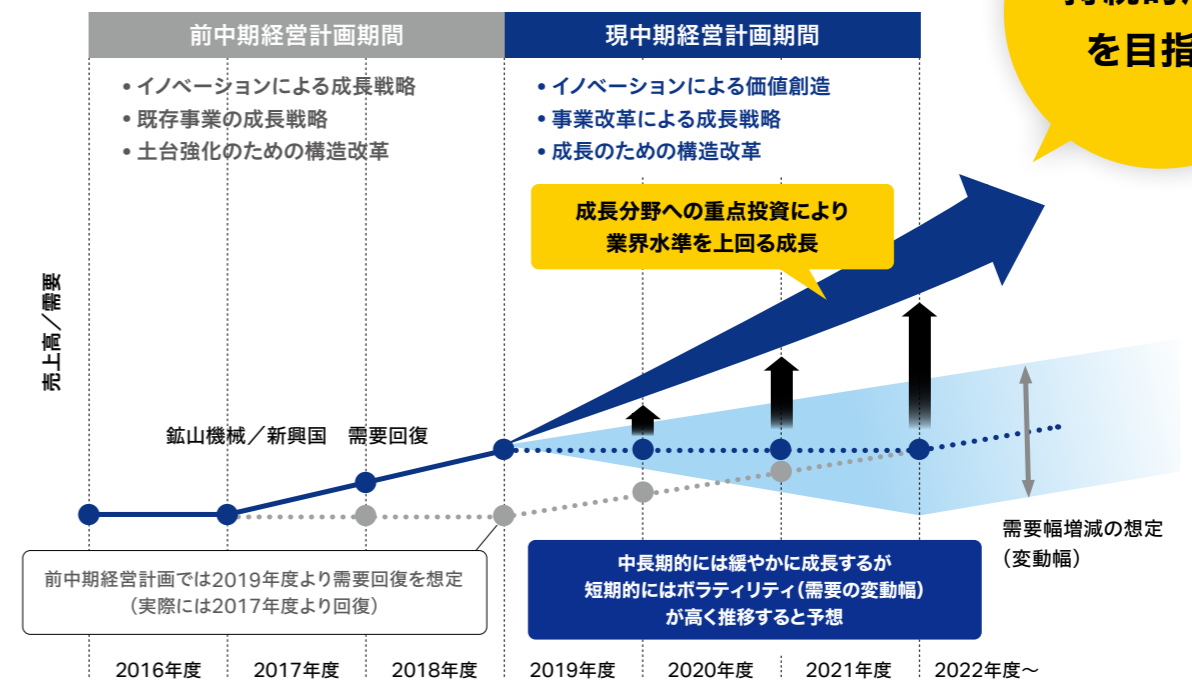 を目指
前中期経営計画期間
現中期経営計画期間
• イノベーションによる成長戦略
• 既存事業の成長戦略
• 土台強化のための構造改革
• イノベーションによる価値創造
• 事業改革による成長戦略
• 成長のための構造改革
成長分野への重点投資により
業界水準を上回る成長
売上高／需要
鉱山機械／新興国 需要回復
前中期経営計画では2019年度より需要回復を想定
（実際には2017年度より回復）
中長期的には緩やかに成長するが
短期的にはボラティリティ（需要の変動幅）
が高く推移すると予想
需要幅増減の想定
（変動幅）
2016年度
2017年度
2018年度
2019年度
2020年度
2021年度
2022年度～